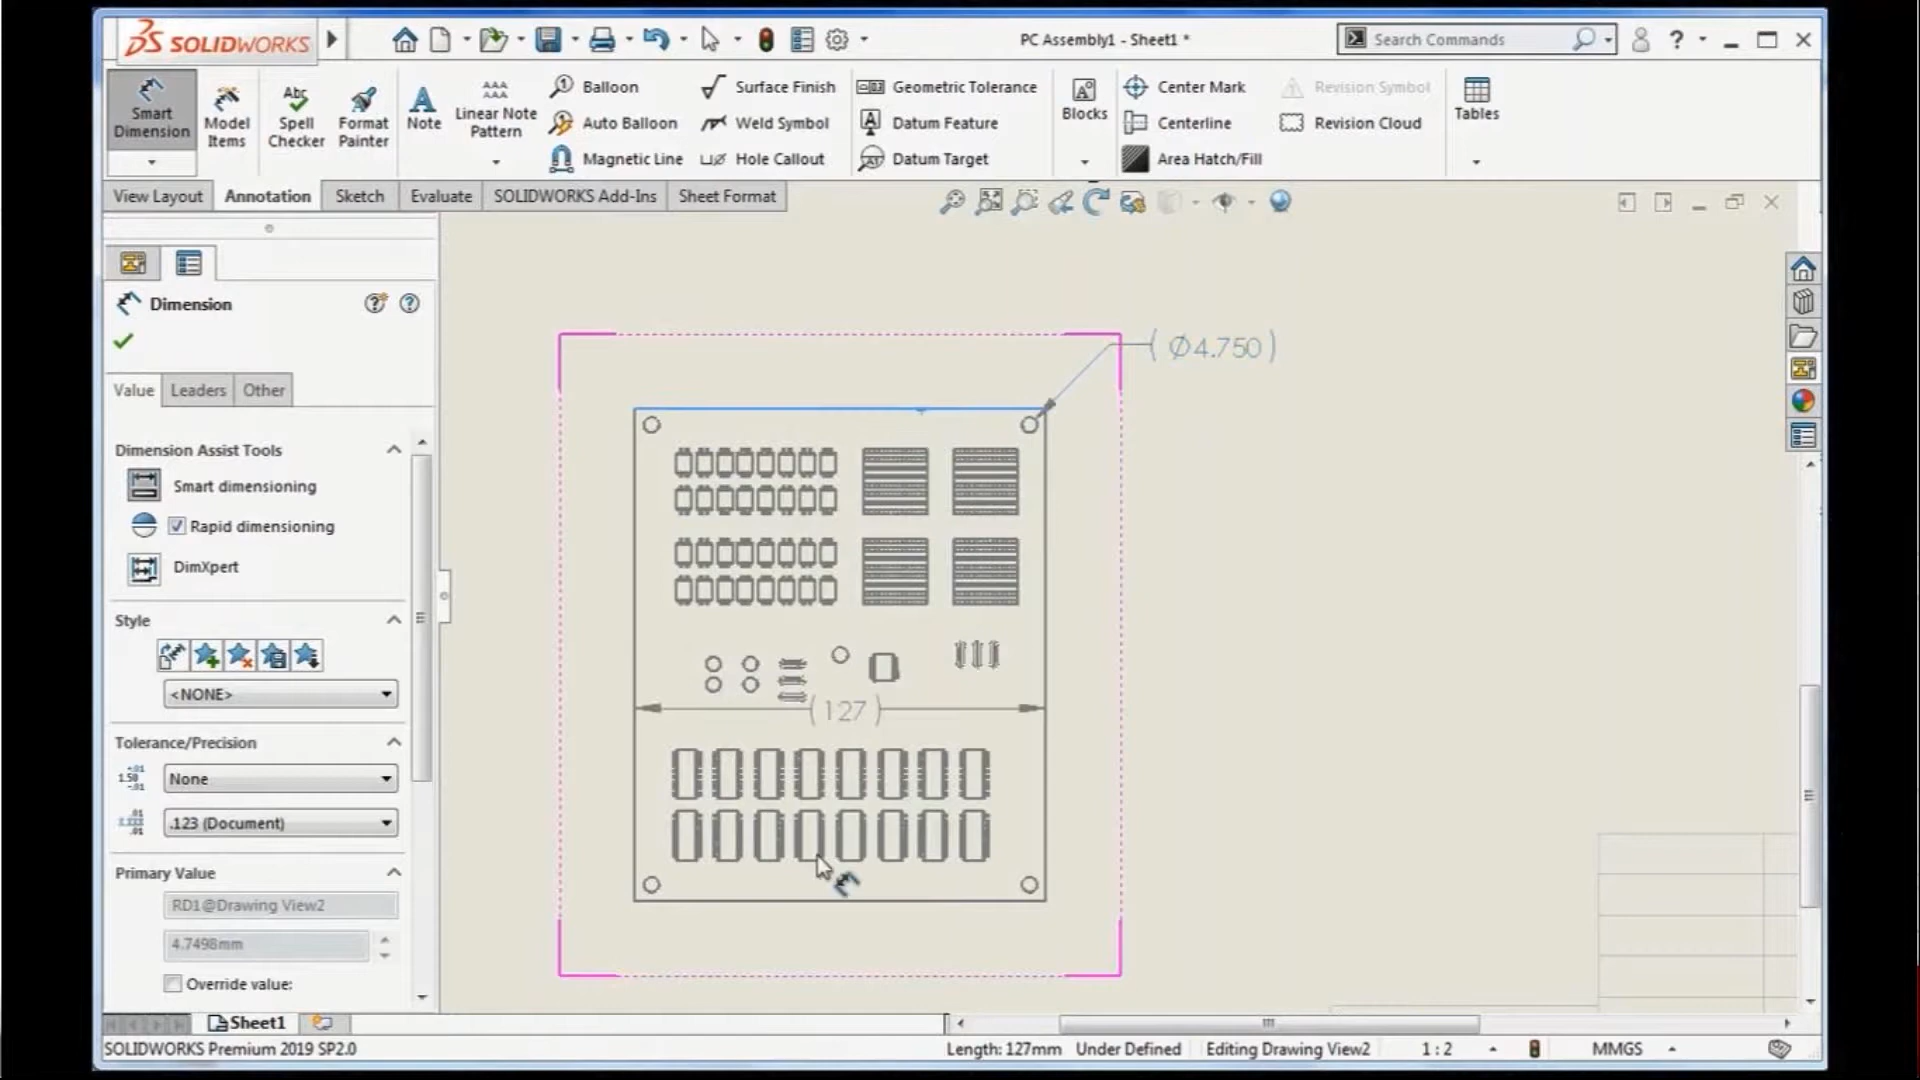 SOLIDWORKS
PC Assembly1 - Sheet1 *
Search Commands
?
Smart Dimension
Model Items
Abc
Spell Checker
Format Painter
Note
Linear Note Pattern
Balloon
Auto Balloon
Magnetic Line
Surface Finish
Weld Symbol
Hole Callout
Geometric Tolerance
Datum Feature
Datum Target
Blocks
Center Mark
Centerline
Area Hatch/Fill
Revision Symbol
Revision Cloud
Tables
View Layout
Annotation
Sketch
Evaluate
SOLIDWORKS Add-Ins
Sheet Format
Dimension
Value
Leaders
Other
Dimension Assist Tools
Smart dimensioning
Rapid dimensioning
DimXpert
Style
<NONE>
Tolerance/Precision
None
.123 (Document)
Primary Value
RD1@Drawing View2
4.7498mm
Override value:
( Ø4.750 )
( 127 )
Sheet1
SOLIDWORKS Premium 2019 SP2.0
Length: 127mm
Under Defined
Editing Drawing View2
1 : 2
MMGS